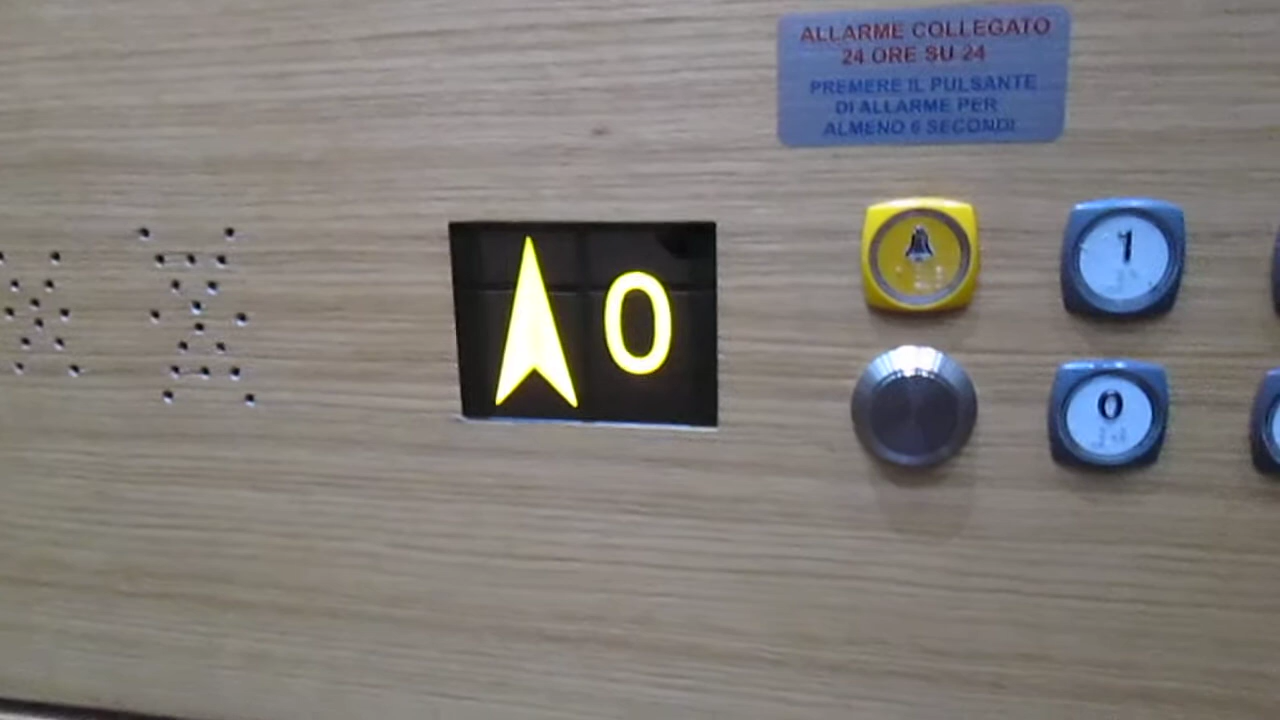 ALLARME COLLEGATO
24 ORE SU 24
PREMERE IL PULSANTE
DI ALLARME PER
ALMENO 6 SECONDI
0
1
0